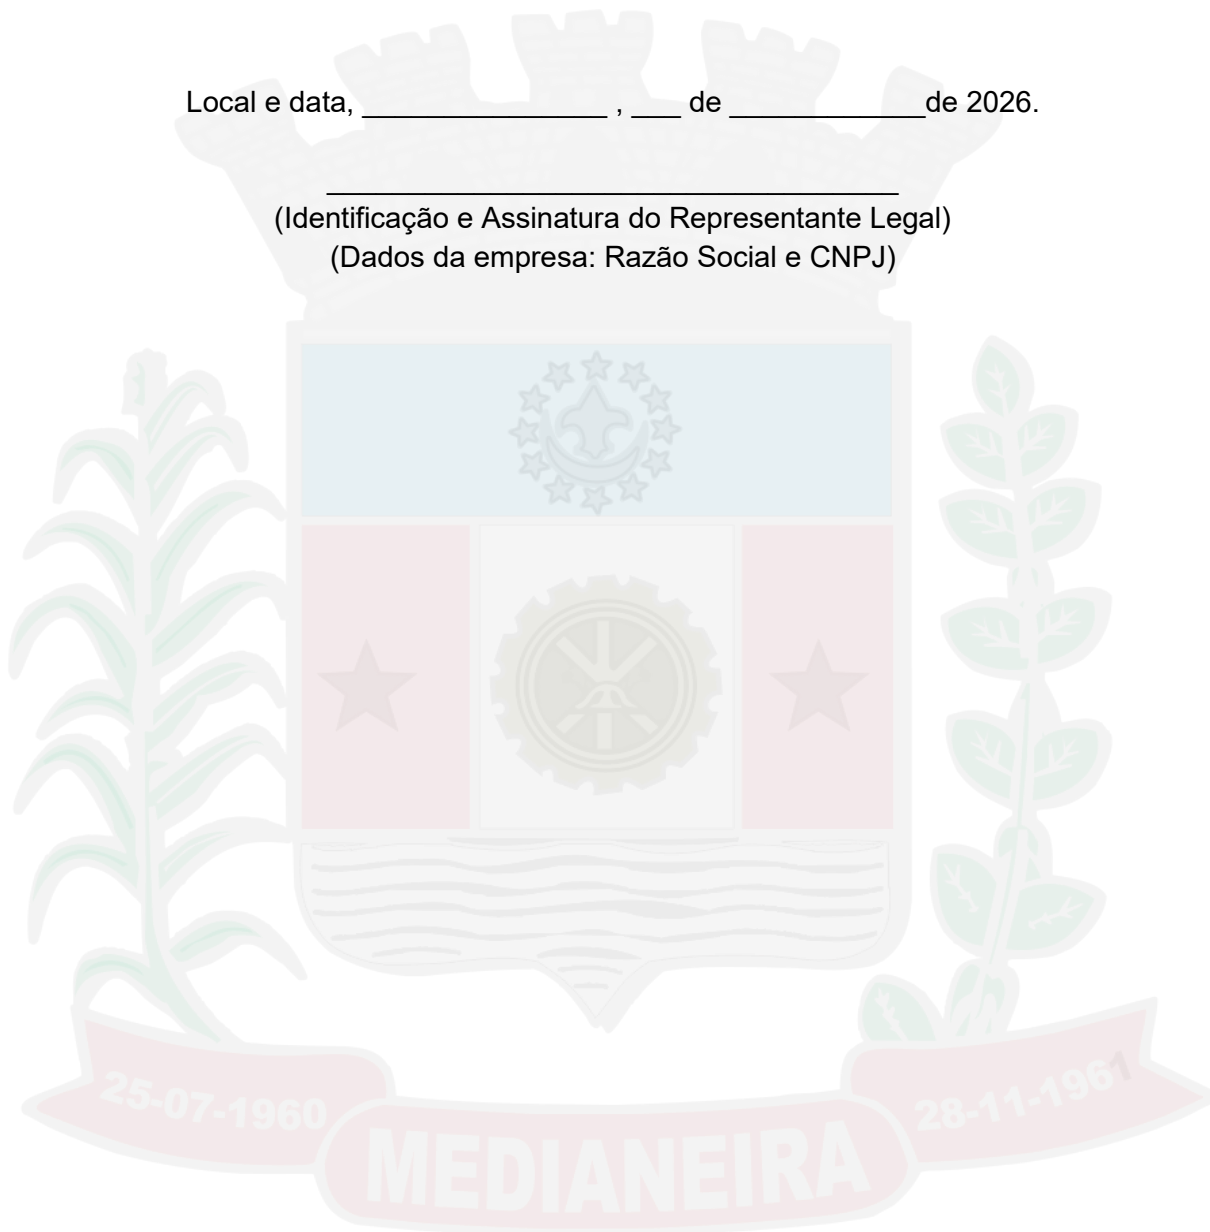 Local e data, _______________ , ___ de ____________de 2026.
___________________________________
(Identificação e Assinatura do Representante Legal)
(Dados da empresa: Razão Social e CNPJ)
25-07-1960
28-11-1961
MEDIANEIRA